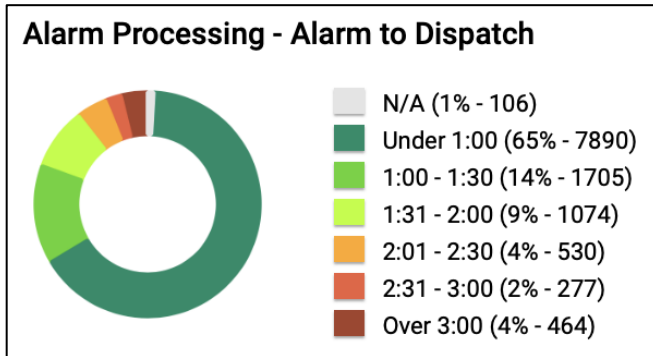 Alarm Processing - Alarm to Dispatch
N/A (1% - 106)
Under 1:00 (65% - 7890)
1:00 - 1:30 (14% - 1705)
1:31 - 2:00 (9% - 1074)
2:01 - 2:30 (4% - 530)
2:31 - 3:00 (2% - 277)
Over 3:00 (4% - 464)